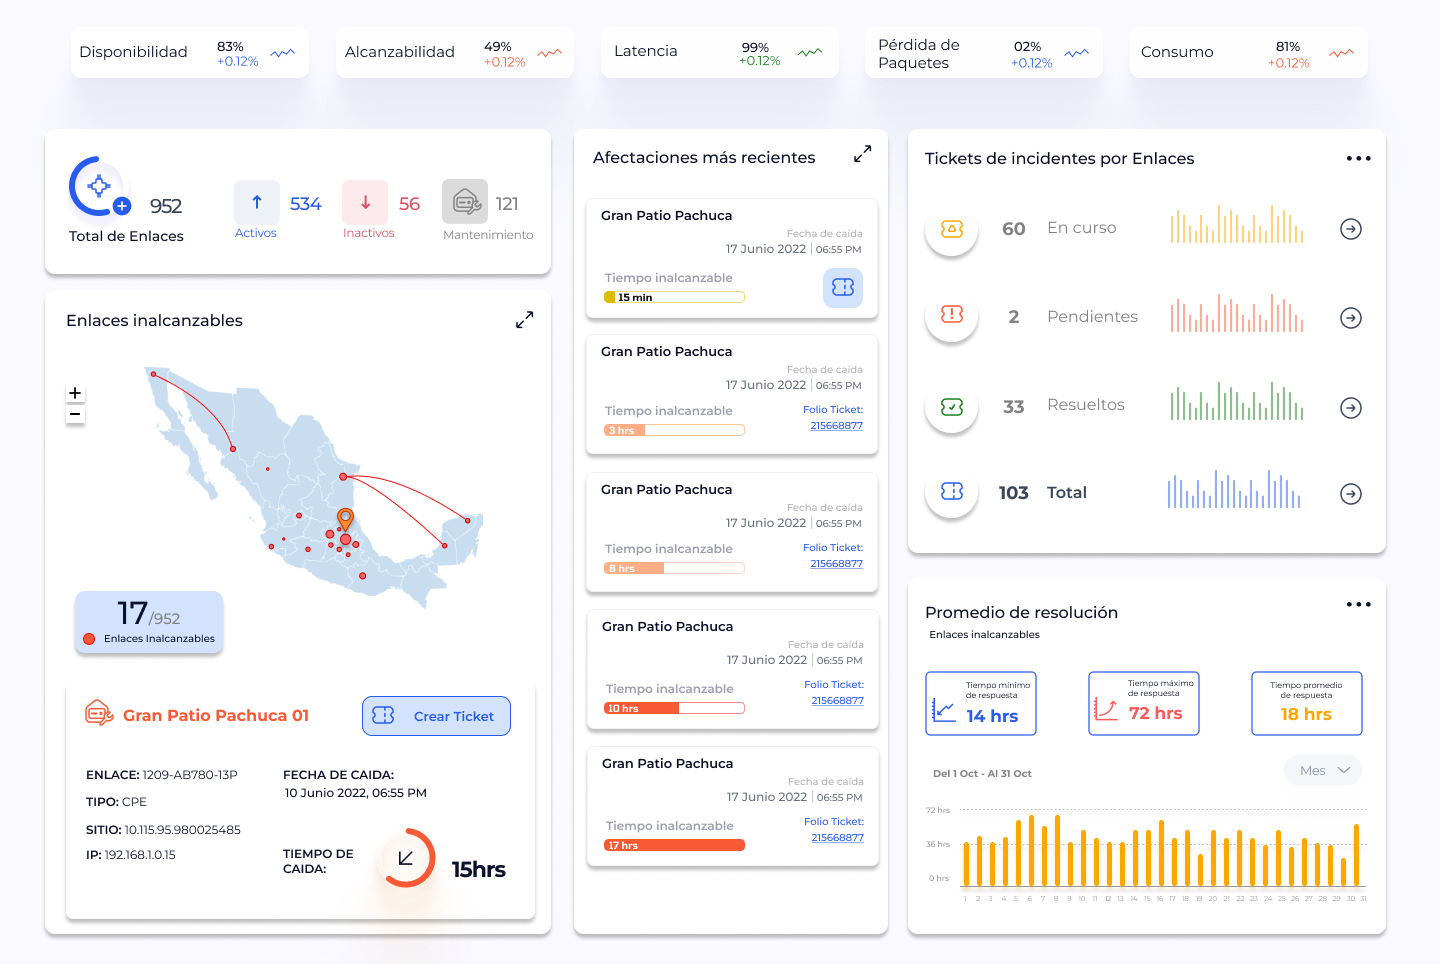 Disponibilidad
83%
+0.12%
Alcanzabilidad
49%
+0.12%
Latencia
99%
+0.12%
Pérdida de
Paquetes
02%
+0.12%
Consumo
81%
+0.12%
952
Total de Enlaces
534
Activos
56
Inactivos
121
Mantenimiento
Enlaces inalcanzables
+
−
17/952
Enlaces Inalcanzables
Gran Patio Pachuca 01
Crear Ticket
ENLACE: 1209-AB780-13P
TIPO: CPE
SITIO: 10.115.95.980025485
IP: 192.168.1.0.15
FECHA DE CAIDA:
10 Junio 2022, 06:55 PM
TIEMPO DE
CAIDA:
15hrs
Afectaciones más recientes
Gran Patio Pachuca
Fecha de caída
17 Junio 2022 | 06:55 PM
Tiempo inalcanzable
15 min
Gran Patio Pachuca
Fecha de caída
17 Junio 2022 | 06:55 PM
Tiempo inalcanzable
3 hrs
Folio Ticket:
215668877
Gran Patio Pachuca
Fecha de caída
17 Junio 2022 | 06:55 PM
Tiempo inalcanzable
8 hrs
Folio Ticket:
215668877
Gran Patio Pachuca
Fecha de caída
17 Junio 2022 | 06:55 PM
Tiempo inalcanzable
10 hrs
Folio Ticket:
215668877
Gran Patio Pachuca
Fecha de caída
17 Junio 2022 | 06:55 PM
Tiempo inalcanzable
17 hrs
Folio Ticket:
215668877
Tickets de incidentes por Enlaces
60 En curso
2 Pendientes
33 Resueltos
103 Total
Promedio de resolución
Enlaces inalcanzables
Tiempo mínimo
de respuesta
14 hrs
Tiempo máximo
de respuesta
72 hrs
Tiempo promedio
de respuesta
18 hrs
Del 1 Oct - Al 31 Oct
Mes
72 hrs
36 hrs
0 hrs
1 2 3 4 5 6 7 8 9 10 11 12 13 14 15 16 17 18 19 20 21 22 23 24 25 26 27 28 29 30 31